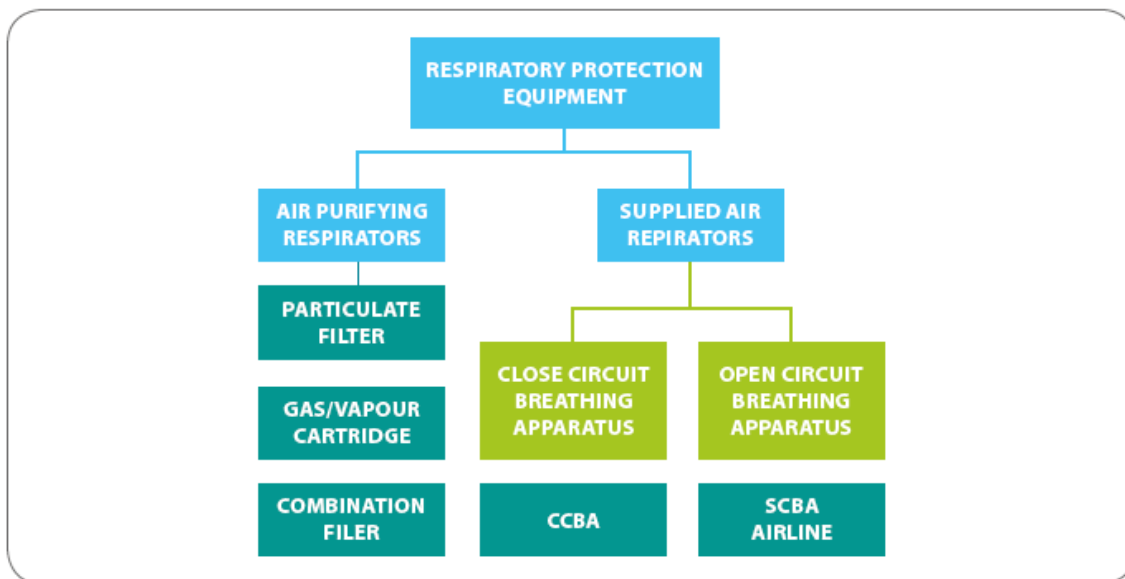 RESPIRATORY PROTECTION
EQUIPMENT
AIR PURIFYING
RESPIRATORS
SUPPLIED AIR
REPIRATORS
PARTICULATE
FILTER
GAS/VAPOUR
CARTRIDGE
COMBINATION
FILER
CLOSE CIRCUIT
BREATHING
APPARATUS
OPEN CIRCUIT
BREATHING
APPARATUS
CCBA
SCBA
AIRLINE